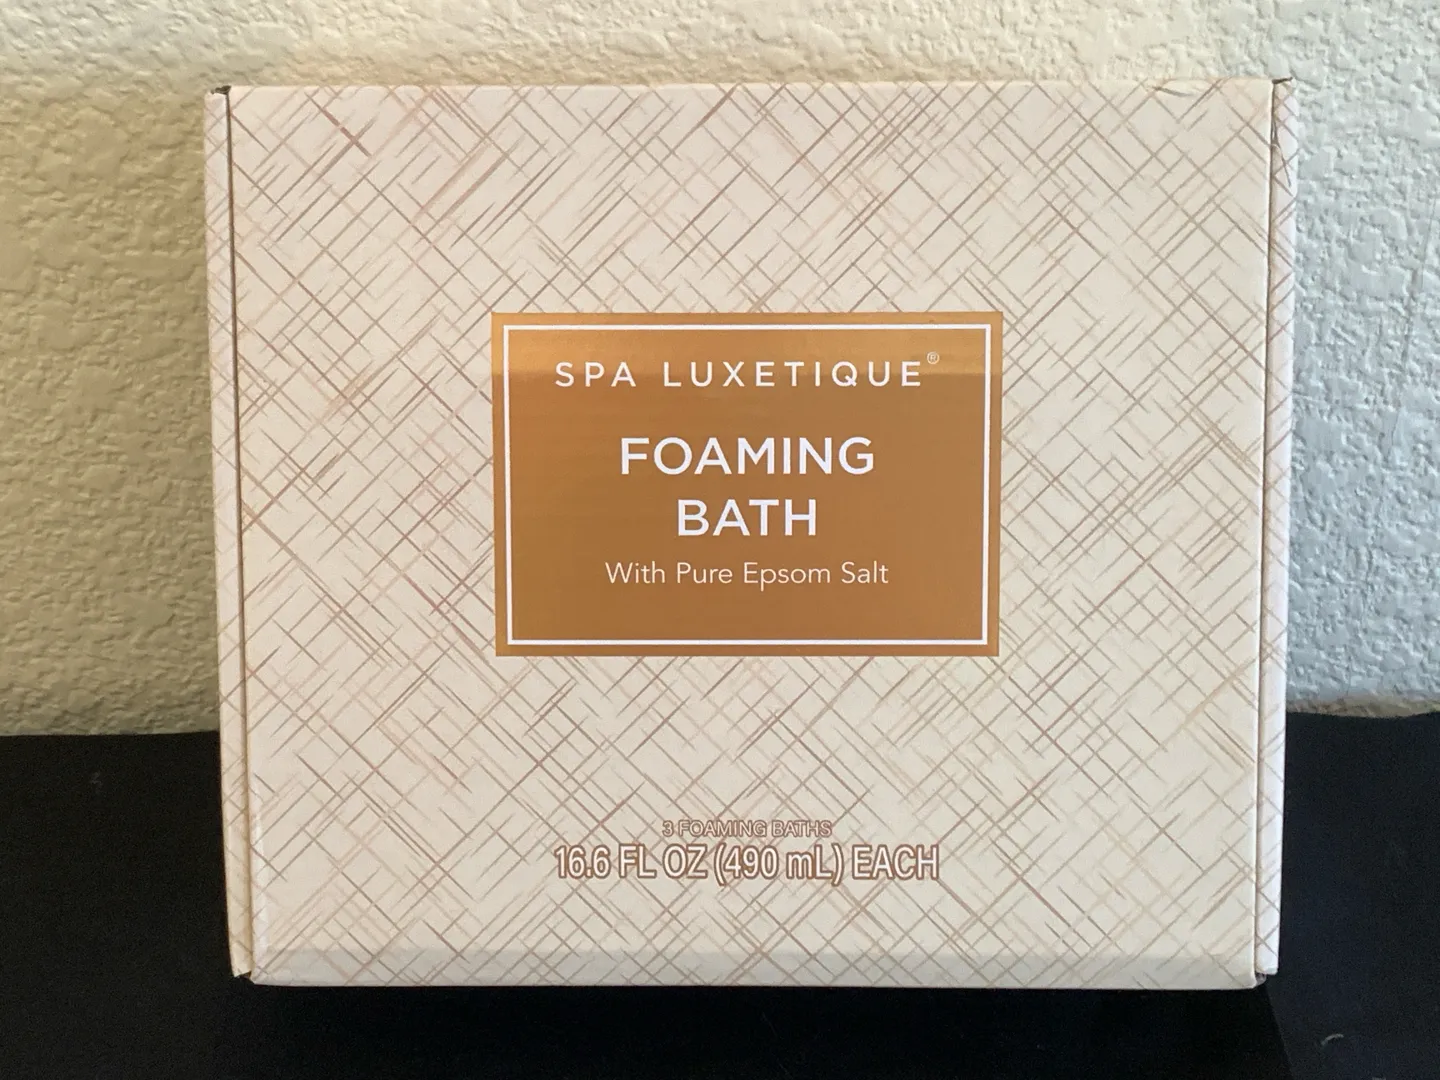 SPA LUXETIQUE®
FOAMING
BATH
With Pure Epsom Salt
3 FOAMING BATHS
16.6 FL OZ (490 mL) EACH